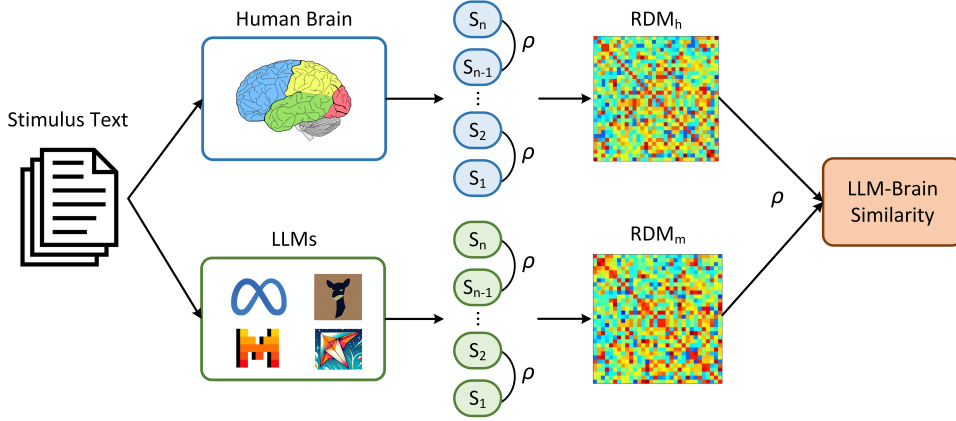 Stimulus Text
Human Brain
Sₙ
ρ
Sₙ₋₁
⋮
S₂
ρ
S₁
RDMₕ
LLMs
Sₙ
ρ
Sₙ₋₁
⋮
S₂
ρ
S₁
RDMₘ
ρ
LLM-Brain
Similarity